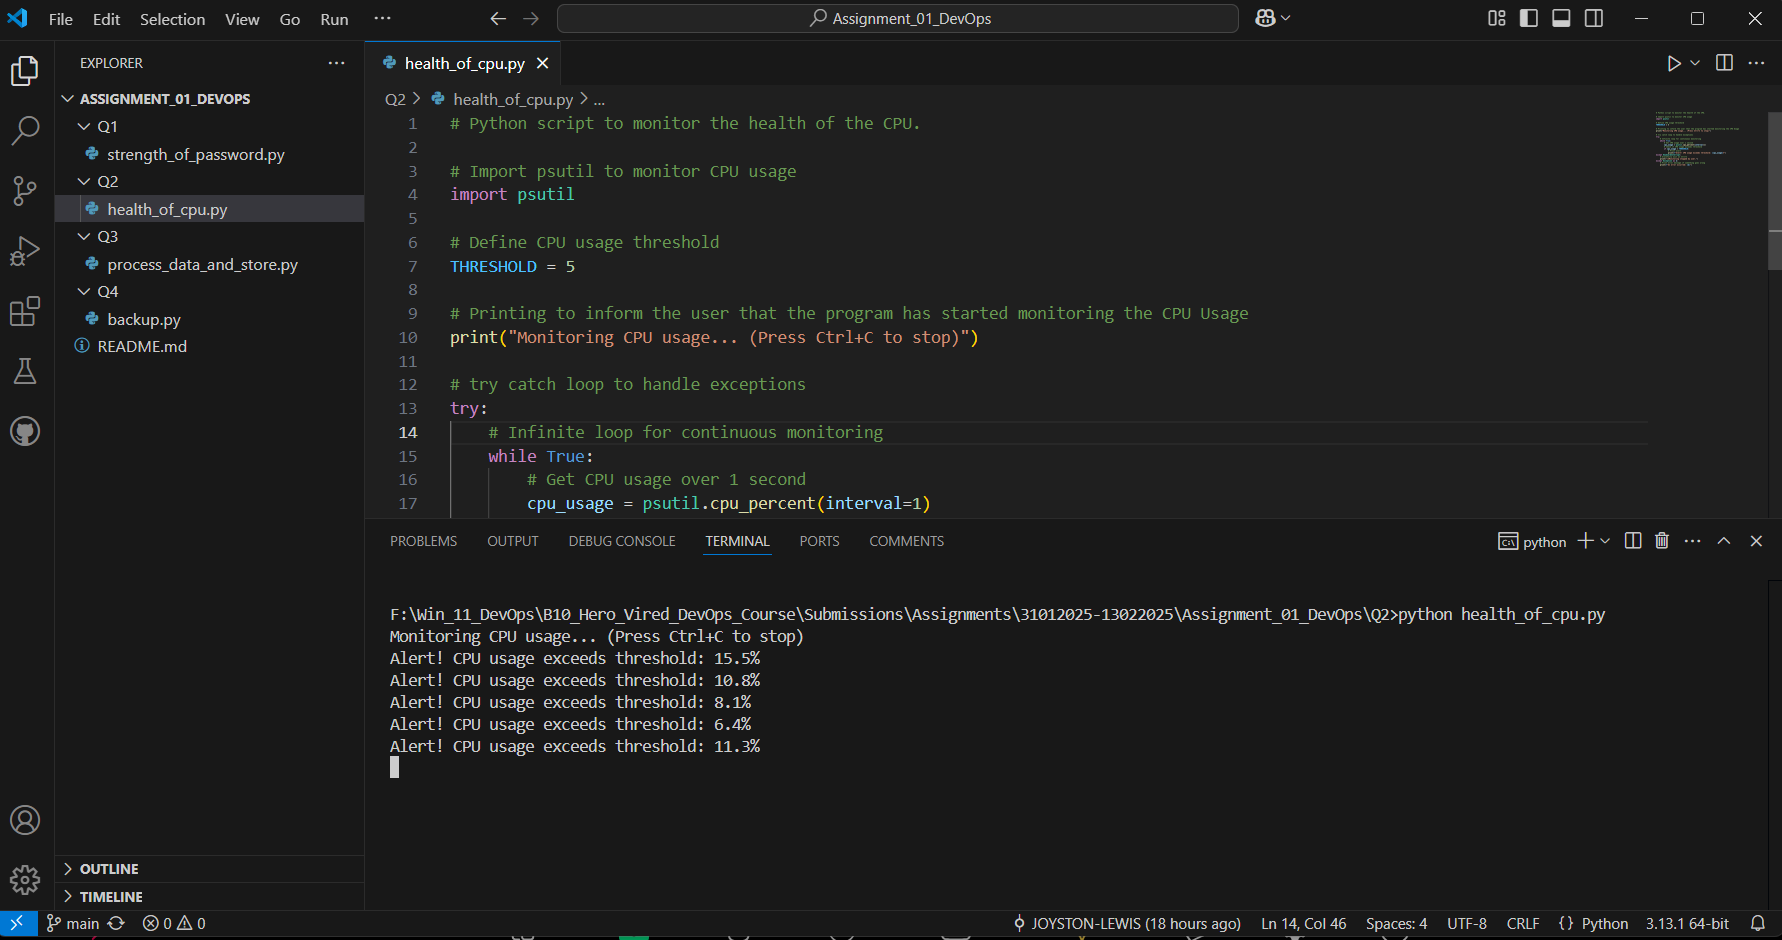 File Edit Selection View Go Run ...
Assignment_01_DevOps
EXPLORER
ASSIGNMENT_01_DEVOPS
Q1
strength_of_password.py
Q2
health_of_cpu.py
Q3
process_data_and_store.py
Q4
backup.py
README.md
OUTLINE
TIMELINE
health_of_cpu.py
Q2 > health_of_cpu.py > ...
1 # Python script to monitor the health of the CPU.
2
3 # Import psutil to monitor CPU usage
4 import psutil
5
6 # Define CPU usage threshold
7 THRESHOLD = 5
8
9 # Printing to inform the user that the program has started monitoring the CPU Usage
10 print("Monitoring CPU usage... (Press Ctrl+C to stop)")
11
12 # try catch loop to handle exceptions
13 try:
14 # Infinite loop for continuous monitoring
15 while True:
16 # Get CPU usage over 1 second
17 cpu_usage = psutil.cpu_percent(interval=1)
PROBLEMS OUTPUT DEBUG CONSOLE TERMINAL PORTS COMMENTS
python
F:\Win_11_DevOps\B10_Hero_Vired_DevOps_Course\Submissions\Assignments\31012025-13022025\Assignment_01_DevOps\Q2>python health_of_cpu.py
Monitoring CPU usage... (Press Ctrl+C to stop)
Alert! CPU usage exceeds threshold: 15.5%
Alert! CPU usage exceeds threshold: 10.8%
Alert! CPU usage exceeds threshold: 8.1%
Alert! CPU usage exceeds threshold: 6.4%
Alert! CPU usage exceeds threshold: 11.3%
main 0 0 JOYSTON-LEWIS (18 hours ago) Ln 14, Col 46 Spaces: 4 UTF-8 CRLF {} Python 3.13.1 64-bit